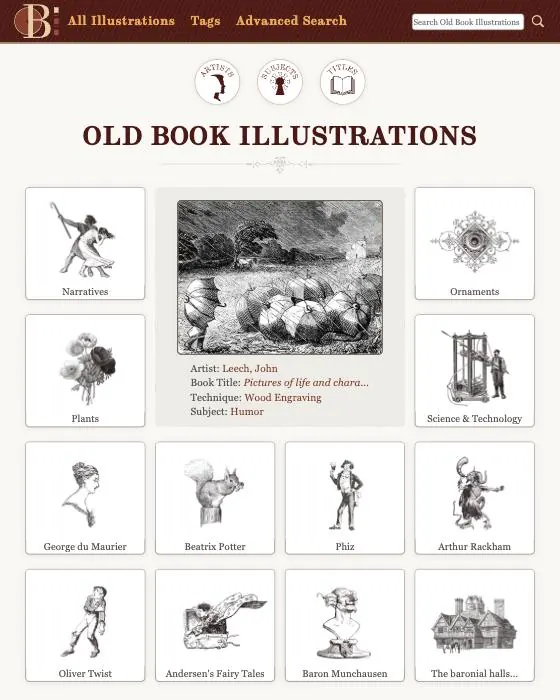 B All Illustrations Tags Advanced Search Search Old Book Illustrations
ARTISTS SUBJECTS TITLES
OLD BOOK ILLUSTRATIONS
Narratives
Ornaments
Artist: Leech, John
Book Title: Pictures of life and chara...
Technique: Wood Engraving
Subject: Humor
Plants
Science & Technology
George du Maurier
Beatrix Potter
Phiz
Arthur Rackham
Oliver Twist
Andersen's Fairy Tales
Baron Munchausen
The baronial halls...